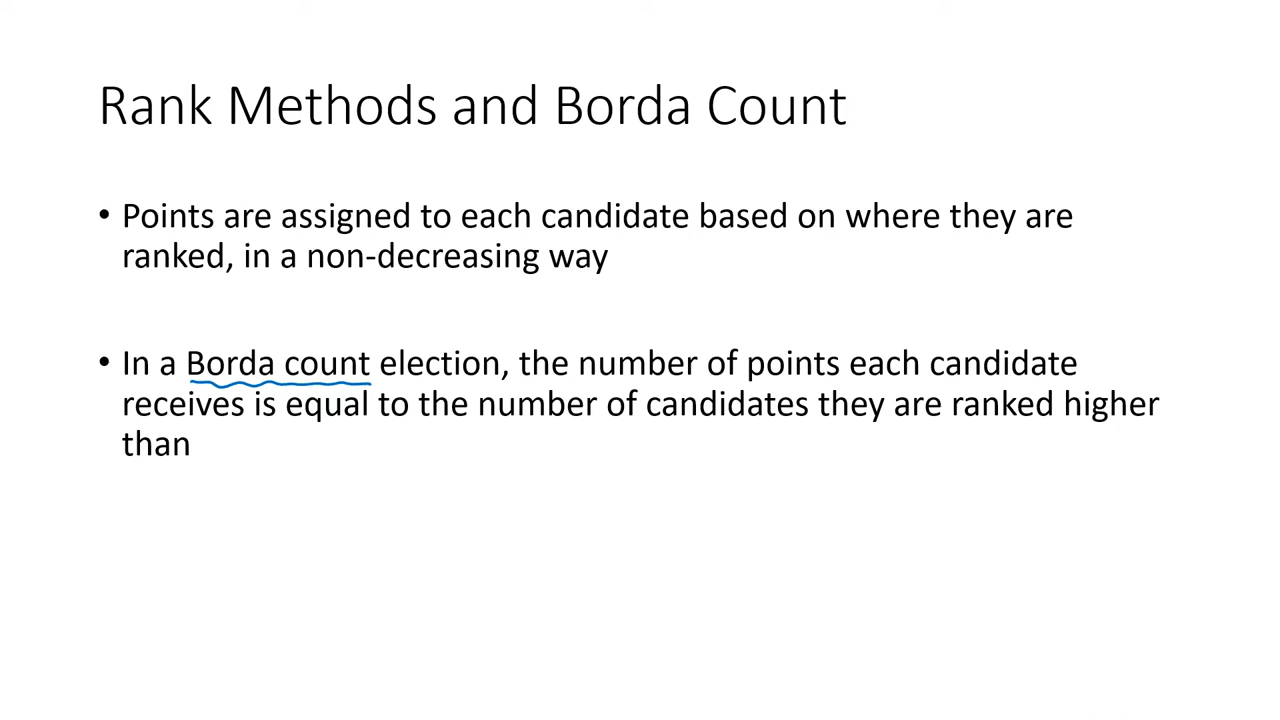 Rank Methods and Borda Count
• Points are assigned to each candidate based on where they are
ranked, in a non-decreasing way
• In a Borda count election, the number of points each candidate
receives is equal to the number of candidates they are ranked higher
than